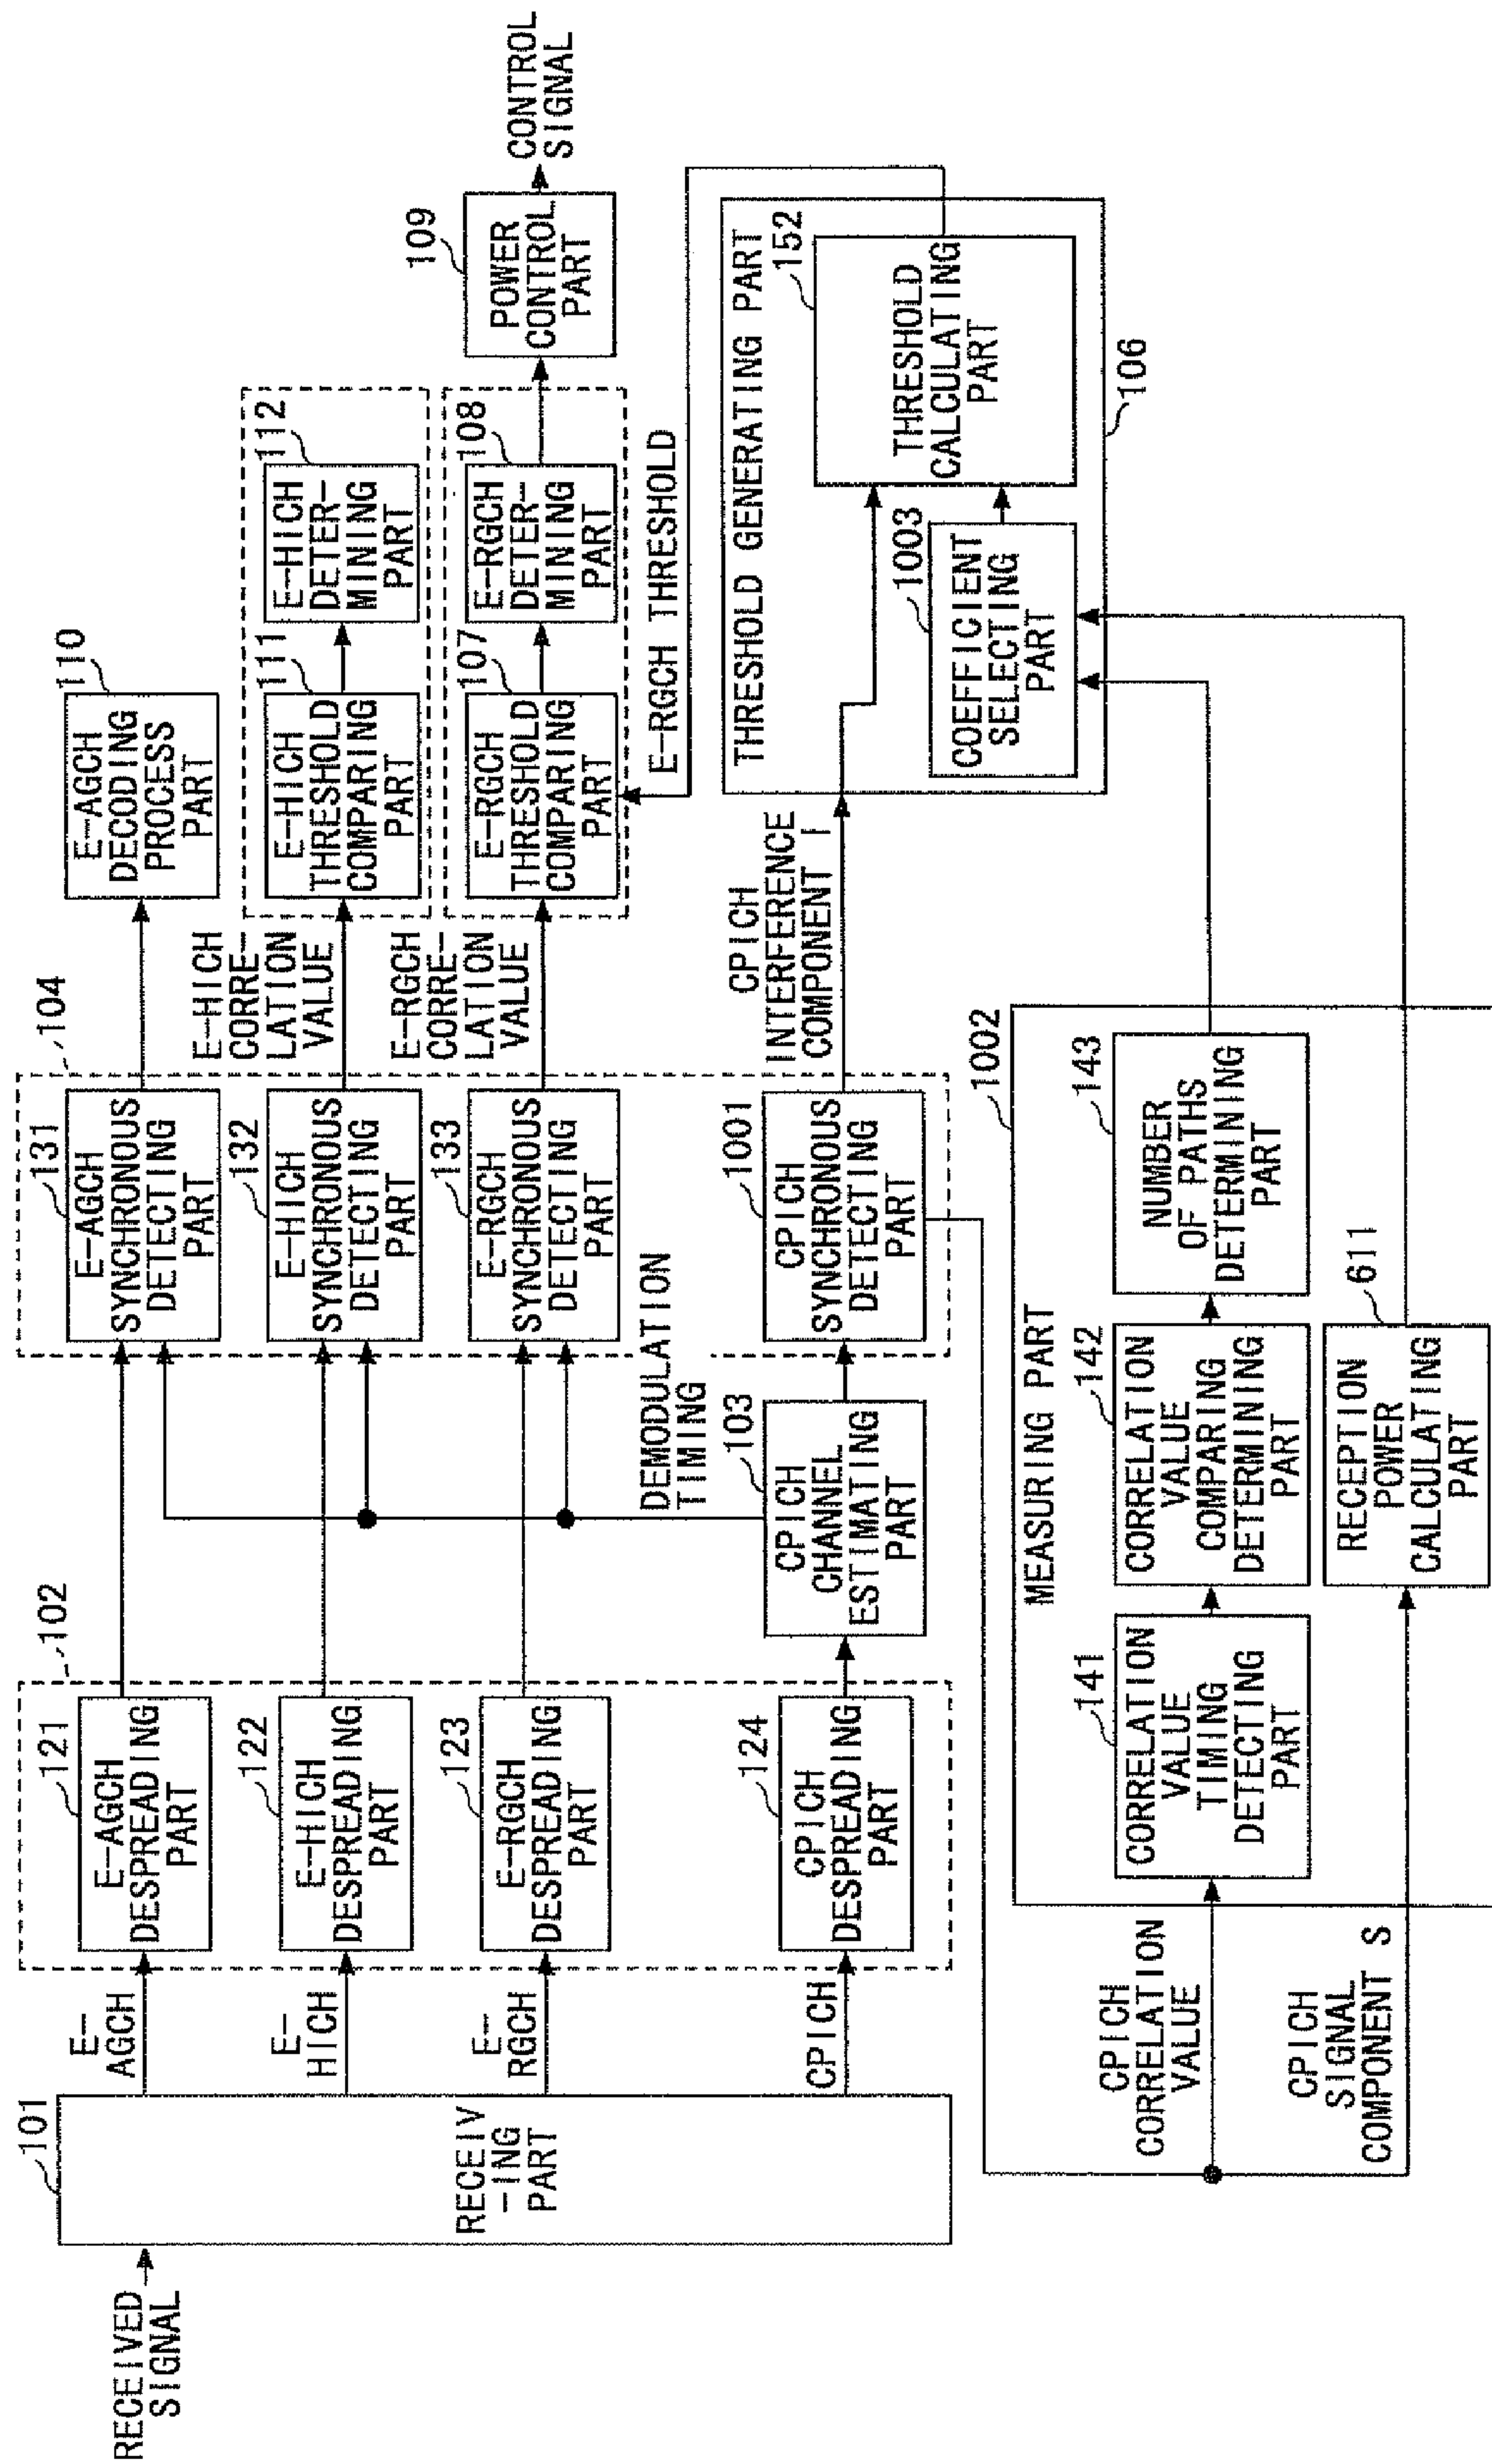 RECEIVED
SIGNAL
101
RECEIV
-ING
PART
E-
AGCH
E-
HICH
E-
RGCH
CPICH
102
121
E-AGCH
DESPREADING
PART
122
E-HICH
DESPREADING
PART
123
E-RGCH
DESPREADING
PART
124
CPICH
DESPREADING
PART
103
CPICH
CHANNEL
ESTIMATING
PART
DEMODULATION
TIMING
104
131
E-AGCH
SYNCHRONOUS
DETECTING
PART
132
E-HICH
SYNCHRONOUS
DETECTING
PART
133
E-RGCH
SYNCHRONOUS
DETECTING
PART
1001
CPICH
SYNCHRONOUS
DETECTING
PART
E-HICH
CORRE-
LATION
VALUE
E-RGCH
CORRE-
LATION
VALUE
CPICH
INTERFERENCE
COMPONENT I
110
E-AGCH
DECODING
PROCESS
PART
111
E-HICH
THRESHOLD
COMPARING
PART
112
E-HICH
DETER-
MINING
PART
107
E-RGCH
THRESHOLD
COMPARING
PART
108
E-RGCH
DETER-
MINING
PART
109
POWER
CONTROL
PART
CONTROL
SIGNAL
E-RGCH THRESHOLD
THRESHOLD GENERATING PART
1003
COEFFICIENT
SELECTING
PART
152
THRESHOLD
CALCULATING
PART
106
CPICH
CORRELATION
VALUE
CPICH
SIGNAL
COMPONENT S
MEASURING PART
1002
141
CORRELATION
VALUE
TIMING
DETECTING
PART
142
CORRELATION
VALUE
COMPARING
DETERMINING
PART
143
NUMBER
OF PATHS
DETERMINING
PART
611
RECEPTION
POWER
CALCULATING
PART